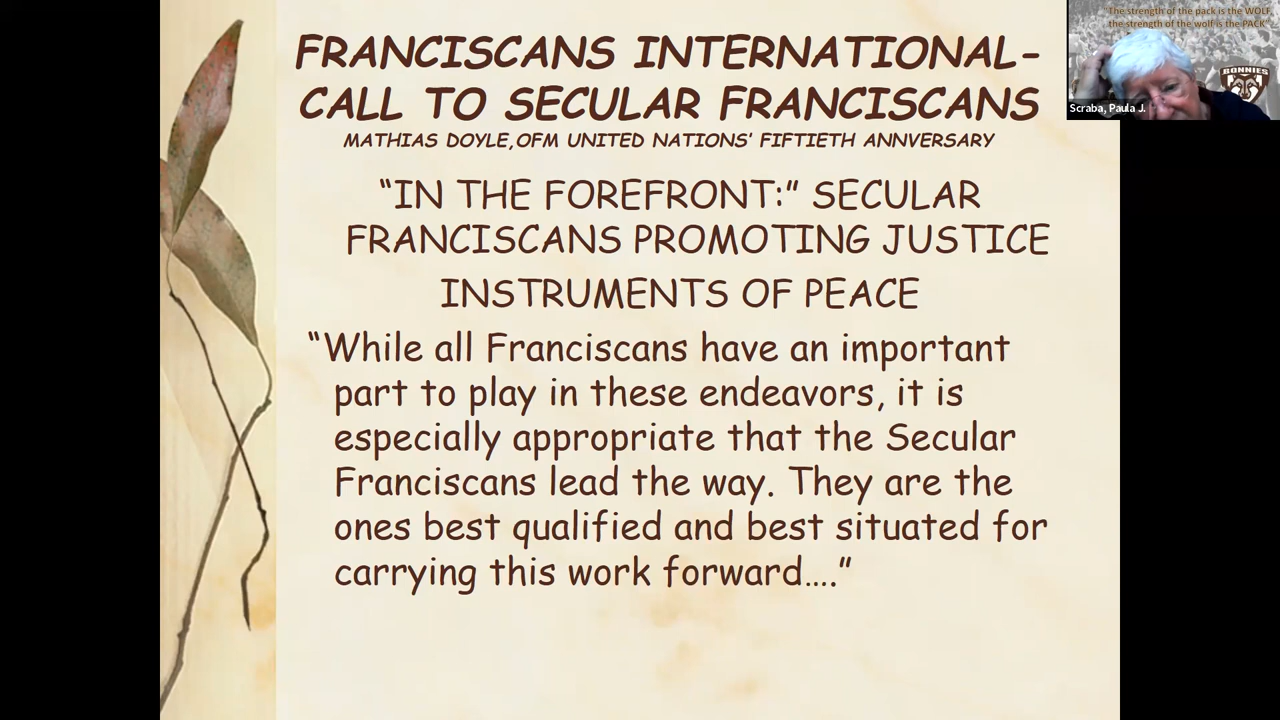 FRANCISCANS INTERNATIONAL-
CALL TO SECULAR FRANCISCANS
MATHIAS DOYLE,OFM UNITED NATIONS' FIFTIETH ANNVERSARY
“IN THE FOREFRONT:” SECULAR
FRANCISCANS PROMOTING JUSTICE
INSTRUMENTS OF PEACE
“While all Franciscans have an important
part to play in these endeavors, it is
especially appropriate that the Secular
Franciscans lead the way. They are the
ones best qualified and best situated for
carrying this work forward....”
"The strength of the pack is the WOLF,
the strength of the wolf is the PACK"
BONNIES
Scraba, Paula J.